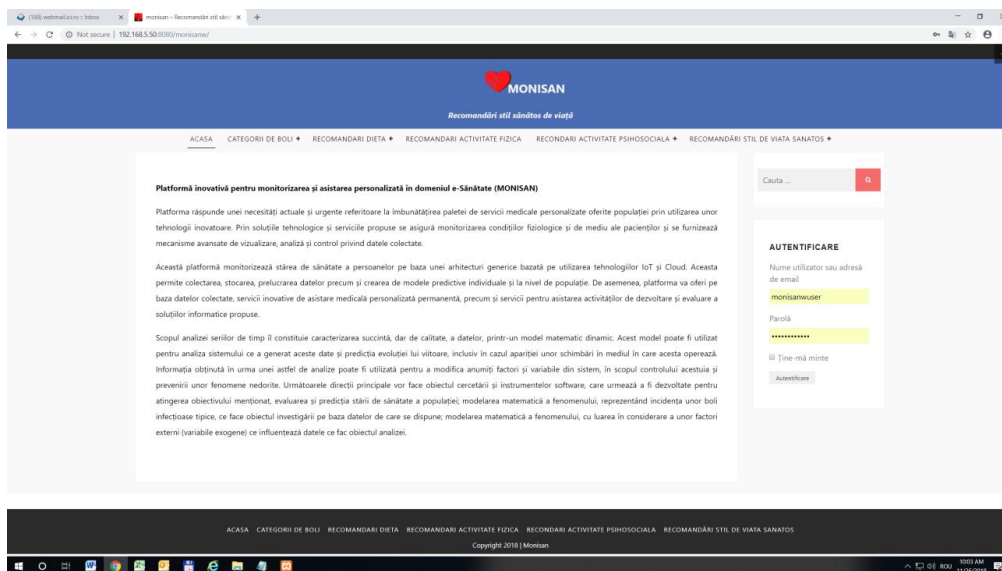 (188) webmail.ici.ro :: Inbox
monisan – Recomandări stil săn
Not secure | 192.168.5.50:8080/monisanw/
MONISAN
Recomandări stil sănătos de viață
ACASA CATEGORII DE BOLI + RECOMANDARI DIETA + RECOMANDARI ACTIVITATE FIZICA RECONDARI ACTIVITATE PSIHOSOCIALA + RECOMANDĂRI STIL DE VIATA SANATOS +
Platformă inovativă pentru monitorizarea și asistarea personalizată în domeniul e-Sănătate (MONISAN)
Platforma răspunde unei necesități actuale și urgente referitoare la îmbunătățirea paletei de servicii medicale personalizate oferite populației prin utilizarea unor
tehnologii inovatoare. Prin soluțiile tehnologice și serviciile propuse se asigură monitorizarea condițiilor fiziologice și de mediu ale pacienților și se furnizează
mecanisme avansate de vizualizare, analiză și control privind datele colectate.
Această platformă monitorizează stărea de sănătate a persoanelor pe baza unei arhitecturi generice bazată pe utilizarea tehnologiilor IoT și Cloud. Aceasta
permite colectarea, stocarea, prelucrarea datelor precum și crearea de modele predictive individuale și la nivel de populație. De asemenea, platforma va oferi pe
baza datelor colectate, servicii inovative de asistare medicală personalizată permanentă, precum și servicii pentru asistarea activităților de dezvoltare și evaluare a
soluțiilor informatice propuse.
Scopul analizei seriilor de timp îl constituie caracterizarea succintă, dar de calitate, a datelor, printr-un model matematic dinamic. Acest model poate fi utilizat
pentru analiza sistemului ce a generat aceste date și predicția evoluției lui viitoare, inclusiv în cazul apariției unor schimbări în mediul în care acesta operează.
Informația obținută în urma unei astfel de analize poate fi utilizată pentru a modifica anumiți factori și variabile din sistem, în scopul controlului acestuia și
prevenirii unor fenomene nedorite. Următoarele direcții principale vor face obiectul cercetării și instrumentelor software, care urmează a fi dezvoltate pentru
atingerea obiectivului menționat, evaluarea și predicția stării de sănătate a populației; modelarea matematică a fenomenului, reprezentând incidența unor boli
infecțioase tipice, ce face obiectul investigării pe baza datelor de care se dispune; modelarea matematică a fenomenului, cu luarea în considerare a unor factori
externi (variabile exogene) ce influențează datele ce fac obiectul analizei.
Cauta ...
AUTENTIFICARE
Nume utilizator sau adresă
de email
monisanwuser
Parolă
••••••••••••
Ține-mă minte
Autentificare
ACASA CATEGORII DE BOLI RECOMANDARI DIETA RECOMANDARI ACTIVITATE FIZICA RECONDARI ACTIVITATE PSIHOSOCIALA RECOMANDĂRI STIL DE VIATA SANATOS
Copyright 2018 | Monisan
ROU
10:03 AM
11/26/2018